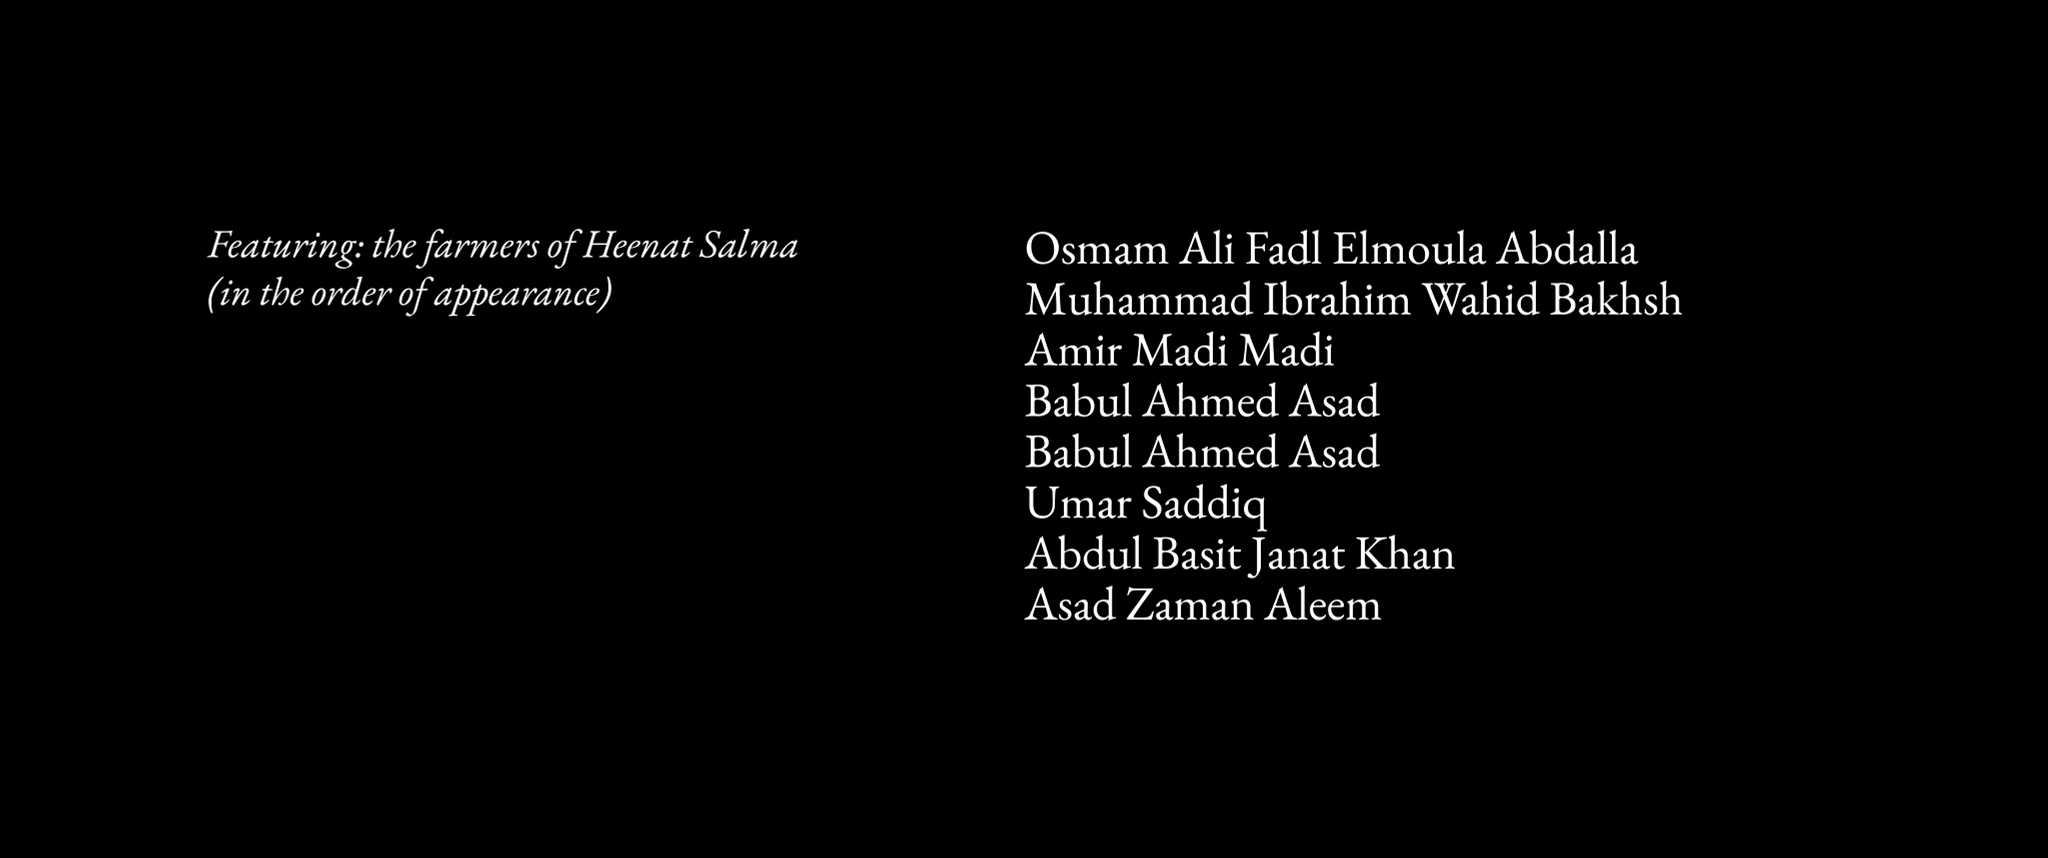 Featuring: the farmers of Heenat Salma
(in the order of appearance)
Osmam Ali Fadl Elmoula Abdalla
Muhammad Ibrahim Wahid Bakhsh
Amir Madi Madi
Babul Ahmed Asad
Babul Ahmed Asad
Umar Saddiq
Abdul Basit Janat Khan
Asad Zaman Aleem